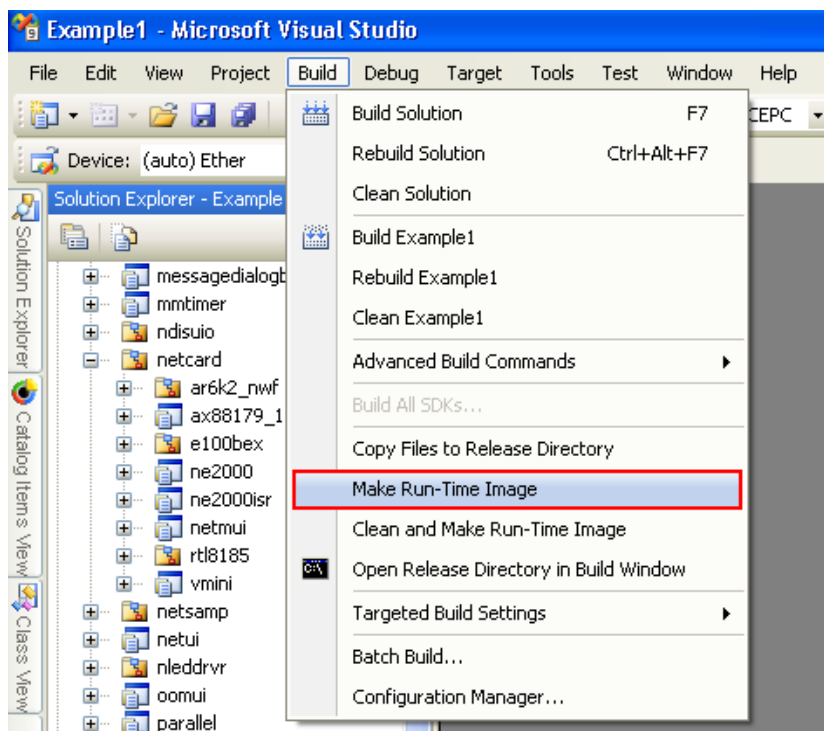 Example1 - Microsoft Visual Studio
File Edit View Project Build Debug Target Tools Test Window Help
CEPC
Device: (auto) Ether
Solution Explorer - Example
Solution Explorer
Catalog Items View
Class View
messagedialogb
mmtimer
ndisuio
netcard
ar6k2_nwf
ax88179_1
e100bex
ne2000
ne2000isr
netmui
rtl8185
vmini
netsamp
netui
nleddrvr
oomui
parallel
Build Solution F7
Rebuild Solution Ctrl+Alt+F7
Clean Solution
Build Example1
Rebuild Example1
Clean Example1
Advanced Build Commands
Build All SDKs...
Copy Files to Release Directory
Make Run-Time Image
Clean and Make Run-Time Image
C:\
Open Release Directory in Build Window
Targeted Build Settings
Batch Build...
Configuration Manager...